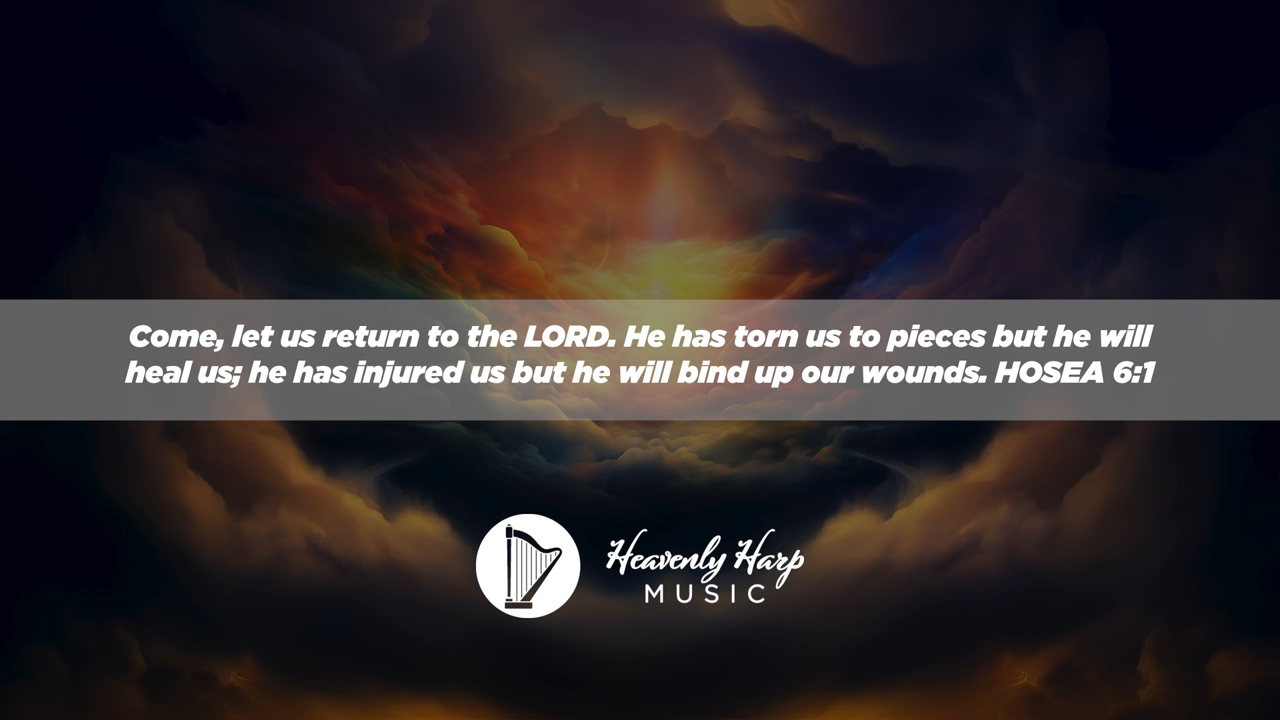 Come, let us return to the LORD. He has torn us to pieces but he will
heal us; he has injured us but he will bind up our wounds. HOSEA 6:1
Heavenly Harp
MUSIC